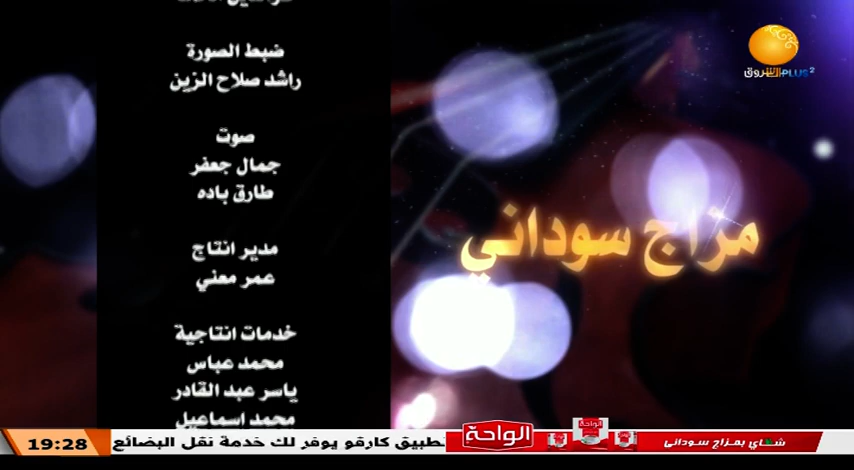 ضبط الصورة
راشد صلاح الزين
صوت
جمال جعفر
طارق باده
مدير انتاج
عمر معني
خدمات انتاجية
محمد عباس
ياسر عبد القادر
محمد اسماعيل
مزاج سوداني
الشروق PLUS²
19:28
تطبيق كارقو يوفر لك خدمة نقل البضائع
الواحة
شاي بمزاج سوداني